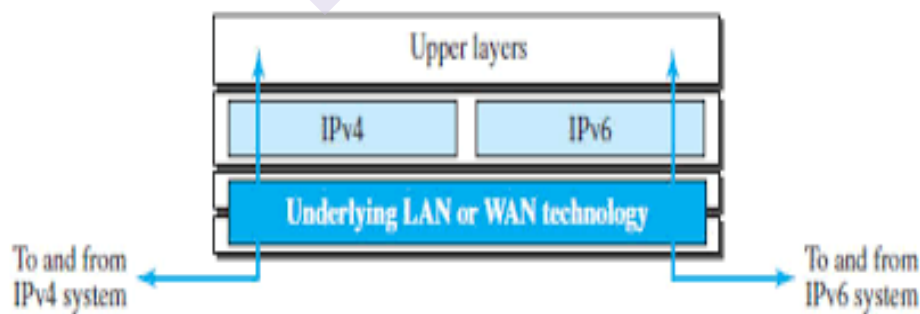 Upper layers
IPv4
IPv6
Underlying LAN or WAN technology
To and from
IPv4 system
To and from
IPv6 system